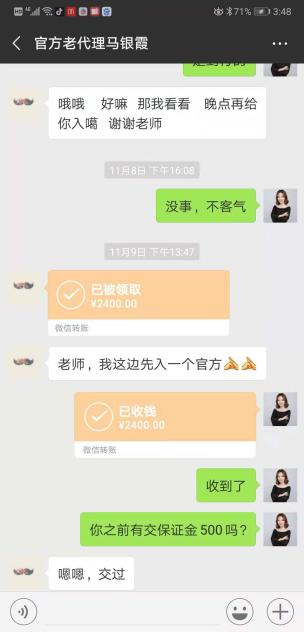 71% 3:48
官方老代理马银霞
哦哦 好嘛 那我看看 晚点再给
你入噶 谢谢老师
11月8日 下午16:08
没事，不客气
11月9日 下午13:47
已被领取
¥2400.00
微信转账
老师，我这边先入一个官方
已收钱
¥2400.00
微信转账
收到了
你之前有交保证金500吗？
嗯嗯，交过